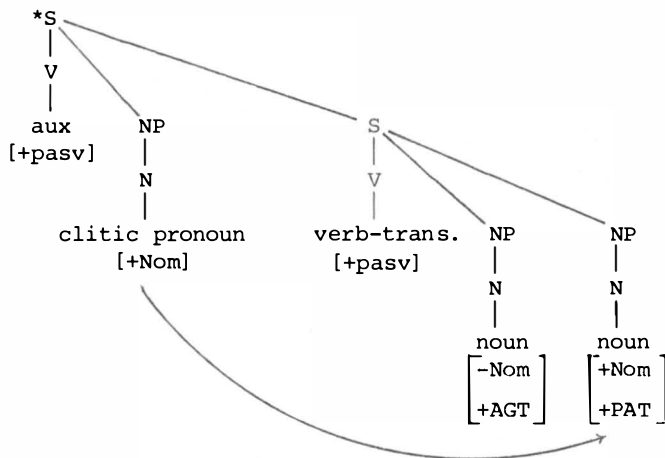 *S
V
aux NP S
[+pasv]
N V
clitic pronoun verb-trans. NP NP
[+Nom] [+pasv]
N N
noun noun
[-Nom [+Nom
+AGT] +PAT]